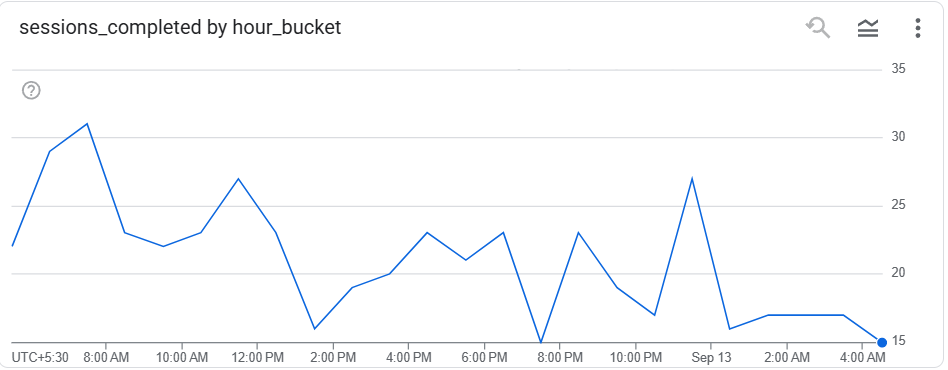 sessions_completed by hour_bucket
35
30
25
20
15
UTC+5:30 8:00 AM 10:00 AM 12:00 PM 2:00 PM 4:00 PM 6:00 PM 8:00 PM 10:00 PM Sep 13 2:00 AM 4:00 AM